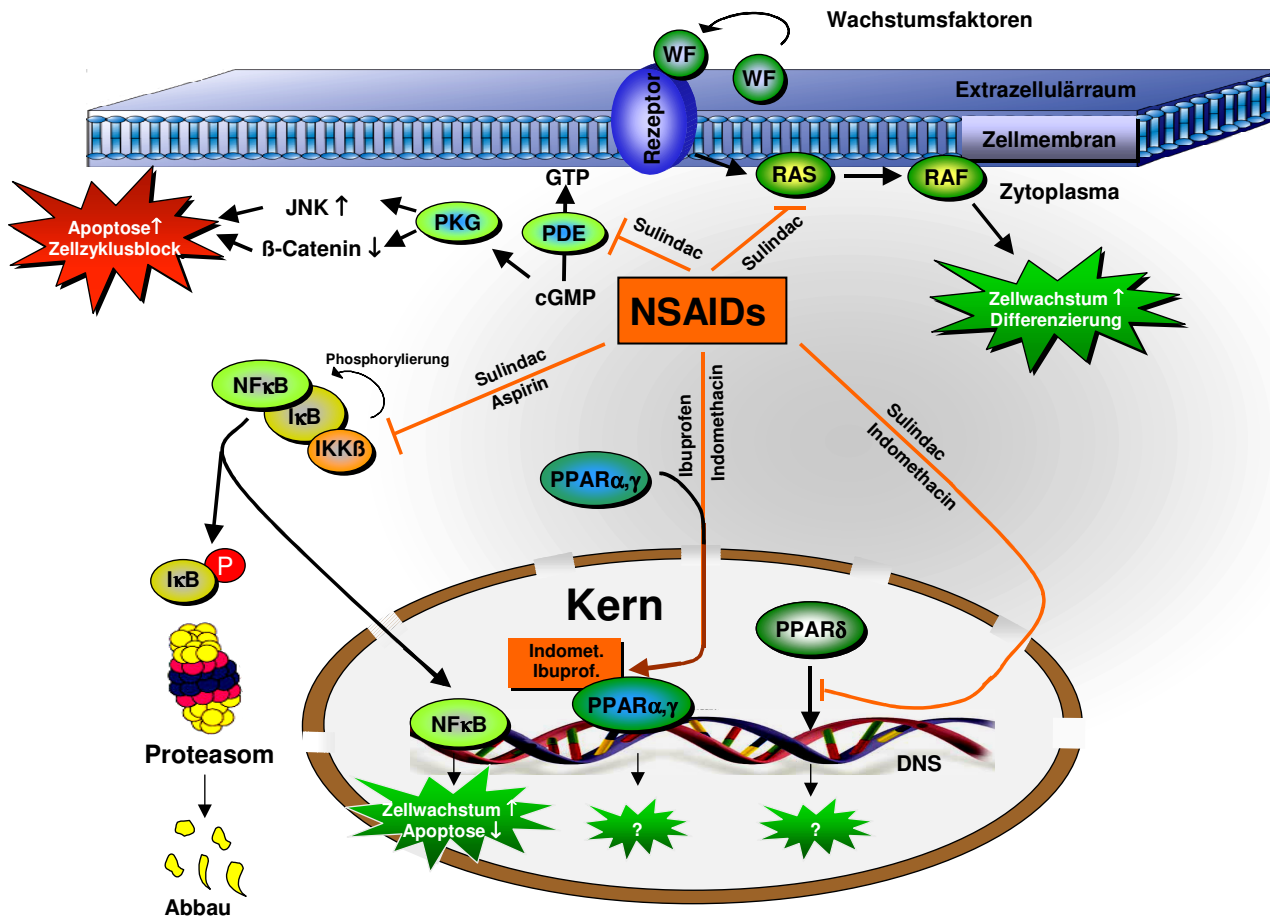 Wachstumsfaktoren
WF
WF
Rezeptor
Extrazellulärraum
Zellmembran
RAS
RAF
Zytoplasma
GTP
JNK ↑
PKG
PDE
Sulindac
Sulindac
Apoptose↑
Zellzyklusblock
ß-Catenin ↓
cGMP
NSAIDs
Zellwachstum ↑
Differenzierung
Phosphorylierung
NFκB
IκB
IKKß
Sulindac
Aspirin
Ibuprofen
Indomethacin
Sulindac
Indomethacin
PPARα,γ
IκB
P
Kern
PPARδ
Indomet.
Ibuprof.
PPARα,γ
NFκB
Proteasom
DNS
Zellwachstum ↑
Apoptose ↓
?
?
Abbau